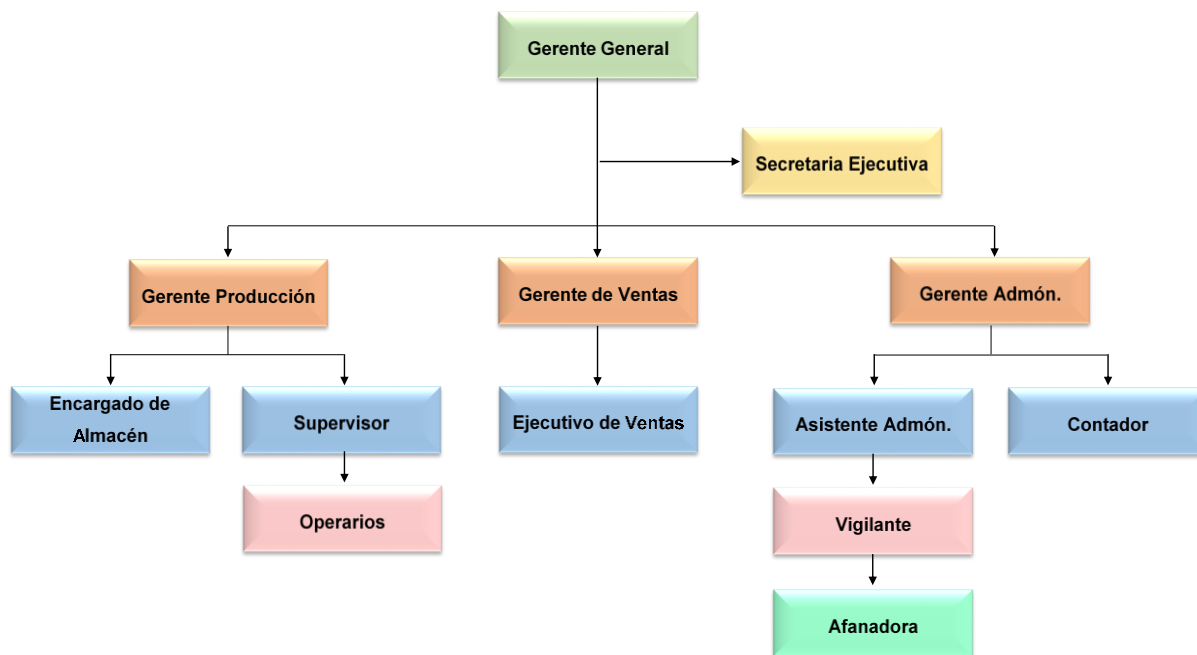 Gerente General
Secretaria Ejecutiva
Gerente Producción
Gerente de Ventas
Gerente Admón.
Encargado de
Almacén
Supervisor
Ejecutivo de Ventas
Asistente Admón.
Contador
Operarios
Vigilante
Afanadora